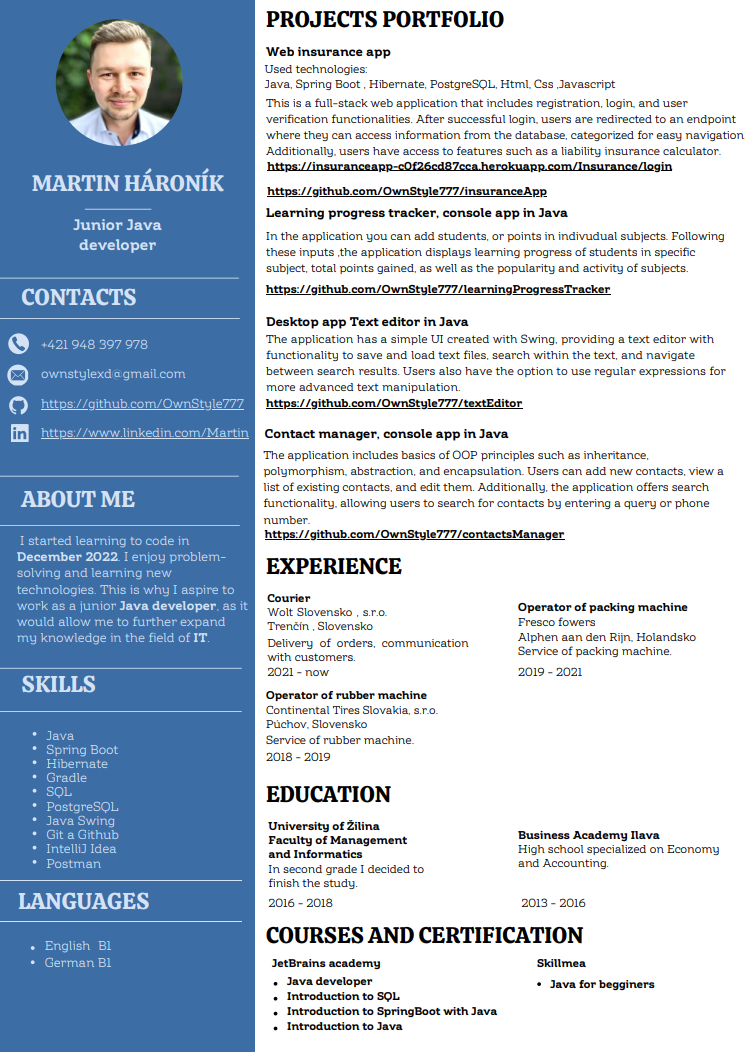 MARTIN HÁRONÍK
Junior Java
developer
CONTACTS
+421 948 397 978
ownstylexd@gmail.com
https://github.com/OwnStyle777
https://www.linkedin.com/Martin
ABOUT ME
I started learning to code in
December 2022. I enjoy problem-
solving and learning new
technologies. This is why I aspire to
work as a junior Java developer, as it
would allow me to further expand
my knowledge in the field of IT.
SKILLS
• Java
• Spring Boot
• Hibernate
• Gradle
• SQL
• PostgreSQL
• Java Swing
• Git a Github
• IntelliJ Idea
• Postman
LANGUAGES
• English B1
• German B1
PROJECTS PORTFOLIO
Web insurance app
Used technologies:
Java, Spring Boot , Hibernate, PostgreSQL, Html, Css ,Javascript
This is a full-stack web application that includes registration, login, and user
verification functionalities. After successful login, users are redirected to an endpoint
where they can access information from the database, categorized for easy navigation
Additionally, users have access to features such as a liability insurance calculator.
https://insuranceapp-c0f26cd87cca.herokuapp.com/Insurance/login
https://github.com/OwnStyle777/insuranceApp
Learning progress tracker, console app in Java
In the application you can add students, or points in indivudual subjects. Following
these inputs ,the application displays learning progress of students in specific
subject, total points gained, as well as the popularity and activity of subjects.
https://github.com/OwnStyle777/learningProgressTracker
Desktop app Text editor in Java
The application has a simple UI created with Swing, providing a text editor with
functionality to save and load text files, search within the text, and navigate
between search results. Users also have the option to use regular expressions for
more advanced text manipulation.
https://github.com/OwnStyle777/textEditor
Contact manager, console app in Java
The application includes basics of OOP principles such as inheritance,
polymorphism, abstraction, and encapsulation. Users can add new contacts, view a
list of existing contacts, and edit them. Additionally, the application offers search
functionality, allowing users to search for contacts by entering a query or phone
number.
https://github.com/OwnStyle777/contactsManager
EXPERIENCE
Courier
Wolt Slovensko , s.r.o.
Trenčín , Slovensko
Delivery of orders, communication
with customers.
2021 - now
Operator of packing machine
Fresco fowers
Alphen aan den Rijn, Holandsko
Service of packing machine.
2019 - 2021
Operator of rubber machine
Continental Tires Slovakia, s.r.o.
Púchov, Slovensko
Service of rubber machine.
2018 - 2019
EDUCATION
University of Žilina
Faculty of Management
and Informatics
In second grade I decided to
finish the study.
2016 - 2018
Business Academy Ilava
High school specialized on Economy
and Accounting.
2013 - 2016
COURSES AND CERTIFICATION
JetBrains academy
• Java developer
• Introduction to SQL
• Introduction to SpringBoot with Java
• Introduction to Java
Skillmea
• Java for begginers